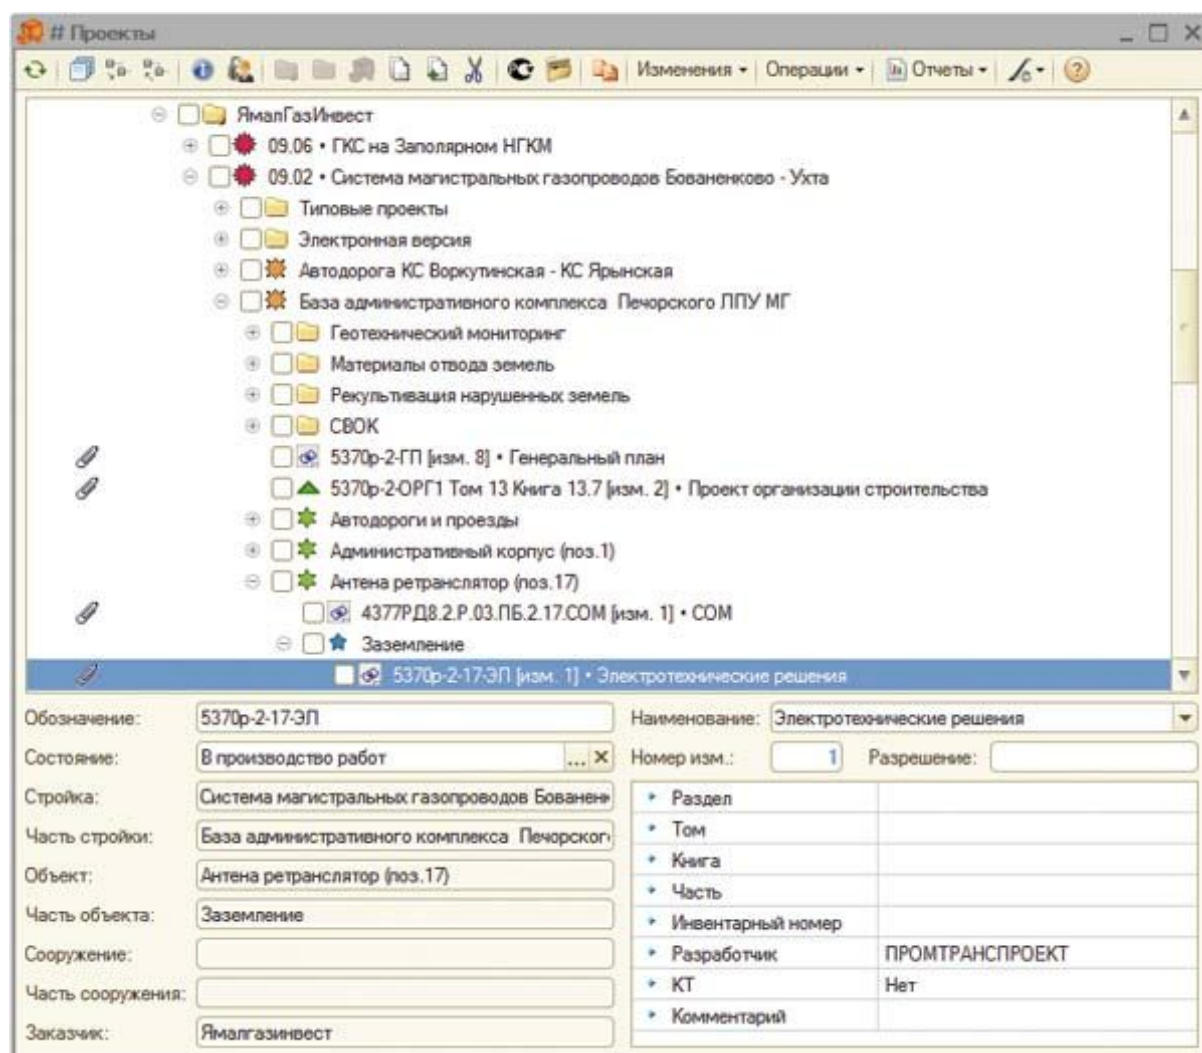 # Проекты
Изменения Операции Отчеты
ЯмалГазИнвест
09.06 • ГКС на Заполярном НГКМ
09.02 • Система магистральных газопроводов Бованенково - Ухта
Типовые проекты
Электронная версия
Автодорога КС Воркутинская - КС Ярынская
База административного комплекса Печорского ЛПУ МГ
Геотехнический мониторинг
Материалы отвода земель
Рекультивация нарушенных земель
СВОК
5370р-2-ГП [изм. 8] • Генеральный план
5370р-2-ОРГ1 Том 13 Книга 13.7 [изм. 2] • Проект организации строительства
Автодороги и проезды
Административный корпус (поз.1)
Антена ретранслятор (поз.17)
4377РД8.2.Р.03.ПБ.2.17.СОМ [изм. 1] • СОМ
Заземление
5370р-2-17-ЭП [изм. 1] • Электротехнические решения
Обозначение: 5370р-2-17-ЭП Наименование: Электротехнические решения
Состояние: В производство работ ... Номер изм.: 1 Разрешение:
Стройка: Система магистральных газопроводов Бованен
Часть стройки: База административного комплекса Печорског
Объект: Антена ретранслятор (поз.17)
Часть объекта: Заземление
Сооружение:
Часть сооружения:
Заказчик: Ямалгазинвест
Раздел
Том
Книга
Часть
Инвентарный номер
Разработчик ПРОМТРАНСПРОЕКТ
КТ Нет
Комментарий